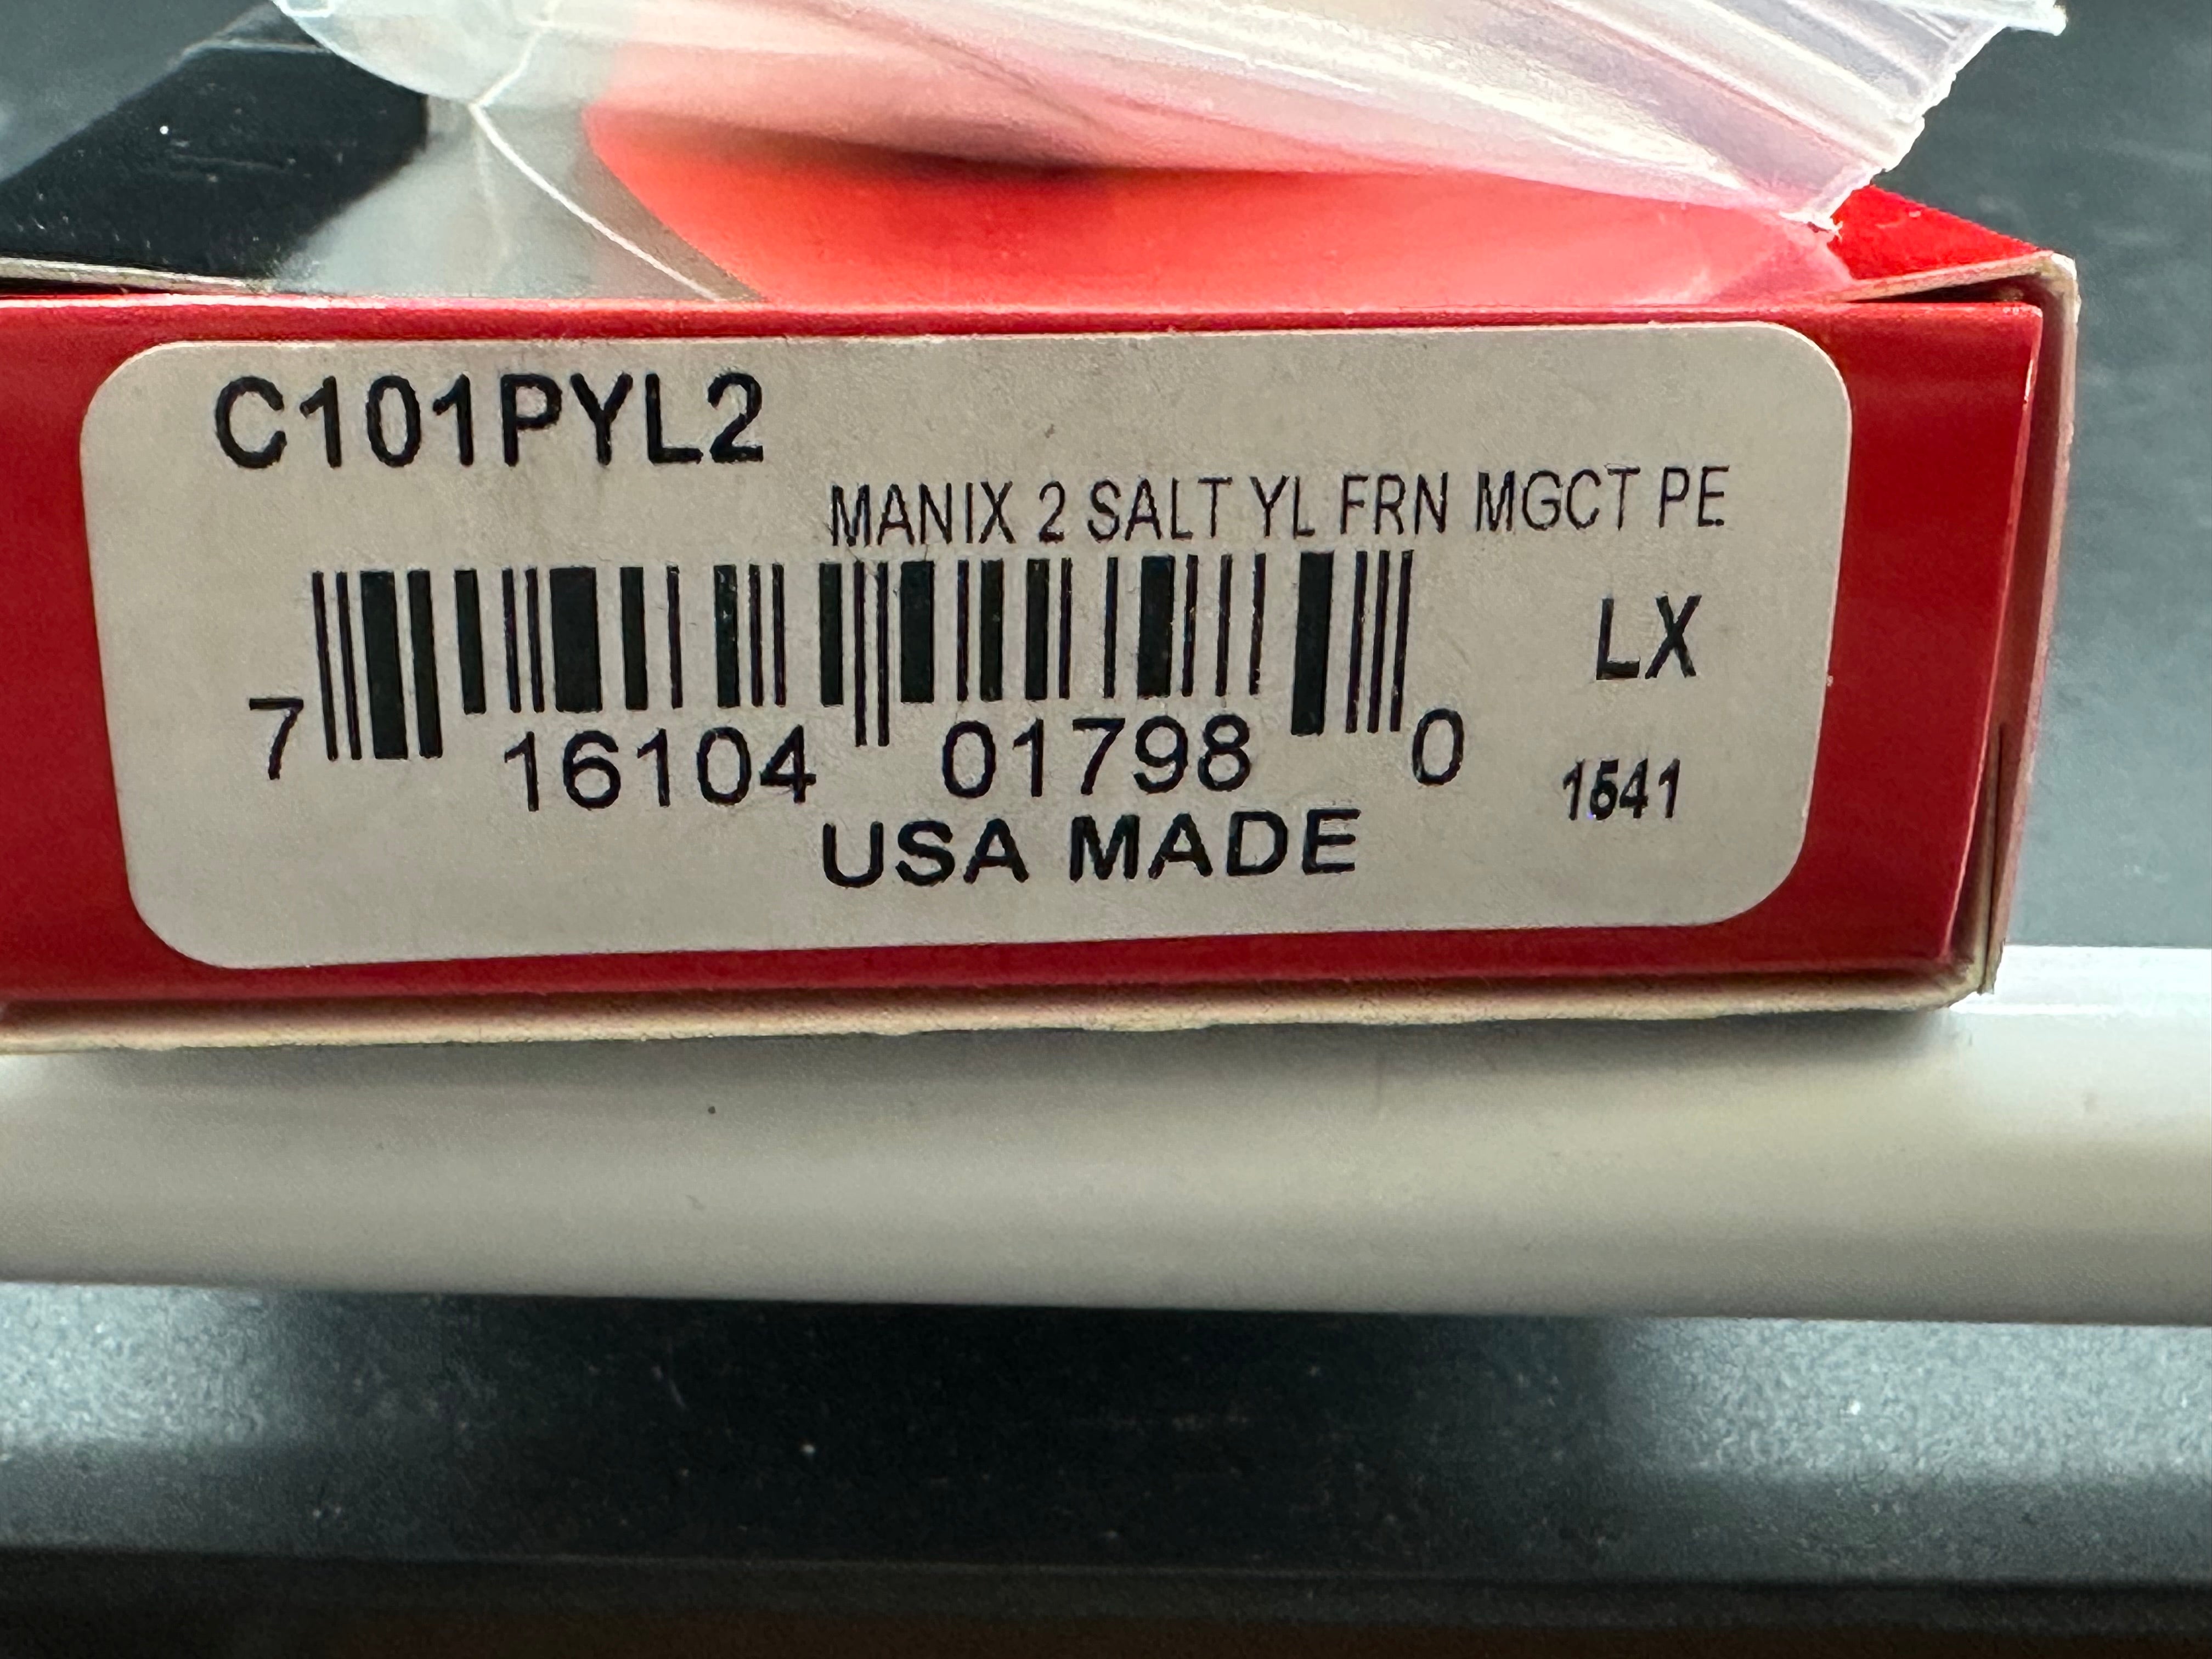 C101PYL2
MANIX 2 SALT YL FRN MGCT PE
LX
7 16104 01798 0
1541
USA MADE